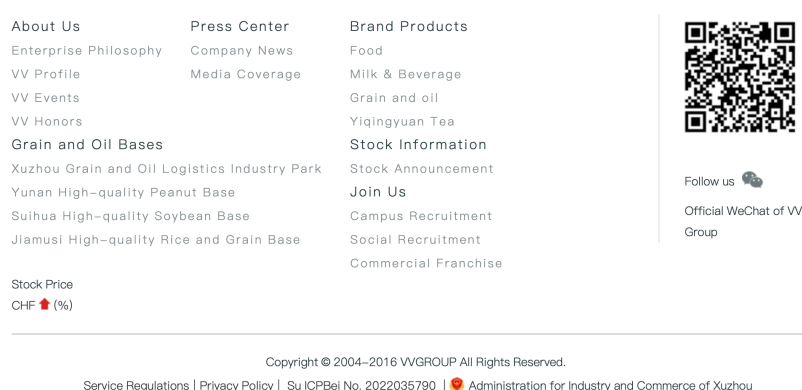 About Us
Enterprise Philosophy
VV Profile
VV Events
VV Honors
Press Center
Company News
Media Coverage
Grain and Oil Bases
Xuzhou Grain and Oil Logistics Industry Park
Yunan High-quality Peanut Base
Suihua High-quality Soybean Base
Jiamusi High-quality Rice and Grain Base
Brand Products
Food
Milk & Beverage
Grain and oil
Yiqingyuan Tea
Stock Information
Stock Announcement
Join Us
Campus Recruitment
Social Recruitment
Commercial Franchise
Follow us
Official WeChat of VV
Group
Stock Price
CHF (%)
Copyright © 2004-2016 VVGROUP All Rights Reserved.
Service Regulations | Privacy Policy | Su ICPBei No. 2022035790 | Administration for Industry and Commerce of Xuzhou